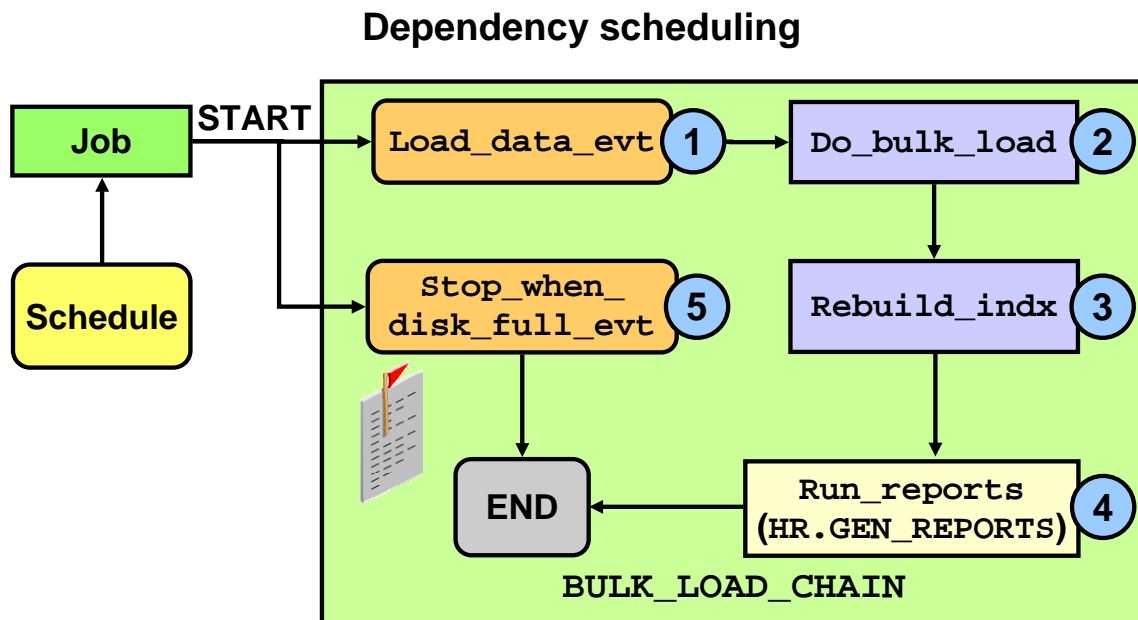 Dependency scheduling
Job
START
Load_data_evt
1
Do_bulk_load
2
Schedule
Stop_when_
disk_full_evt
5
Rebuild_indx
3
END
Run_reports
(HR.GEN_REPORTS)
4
BULK_LOAD_CHAIN